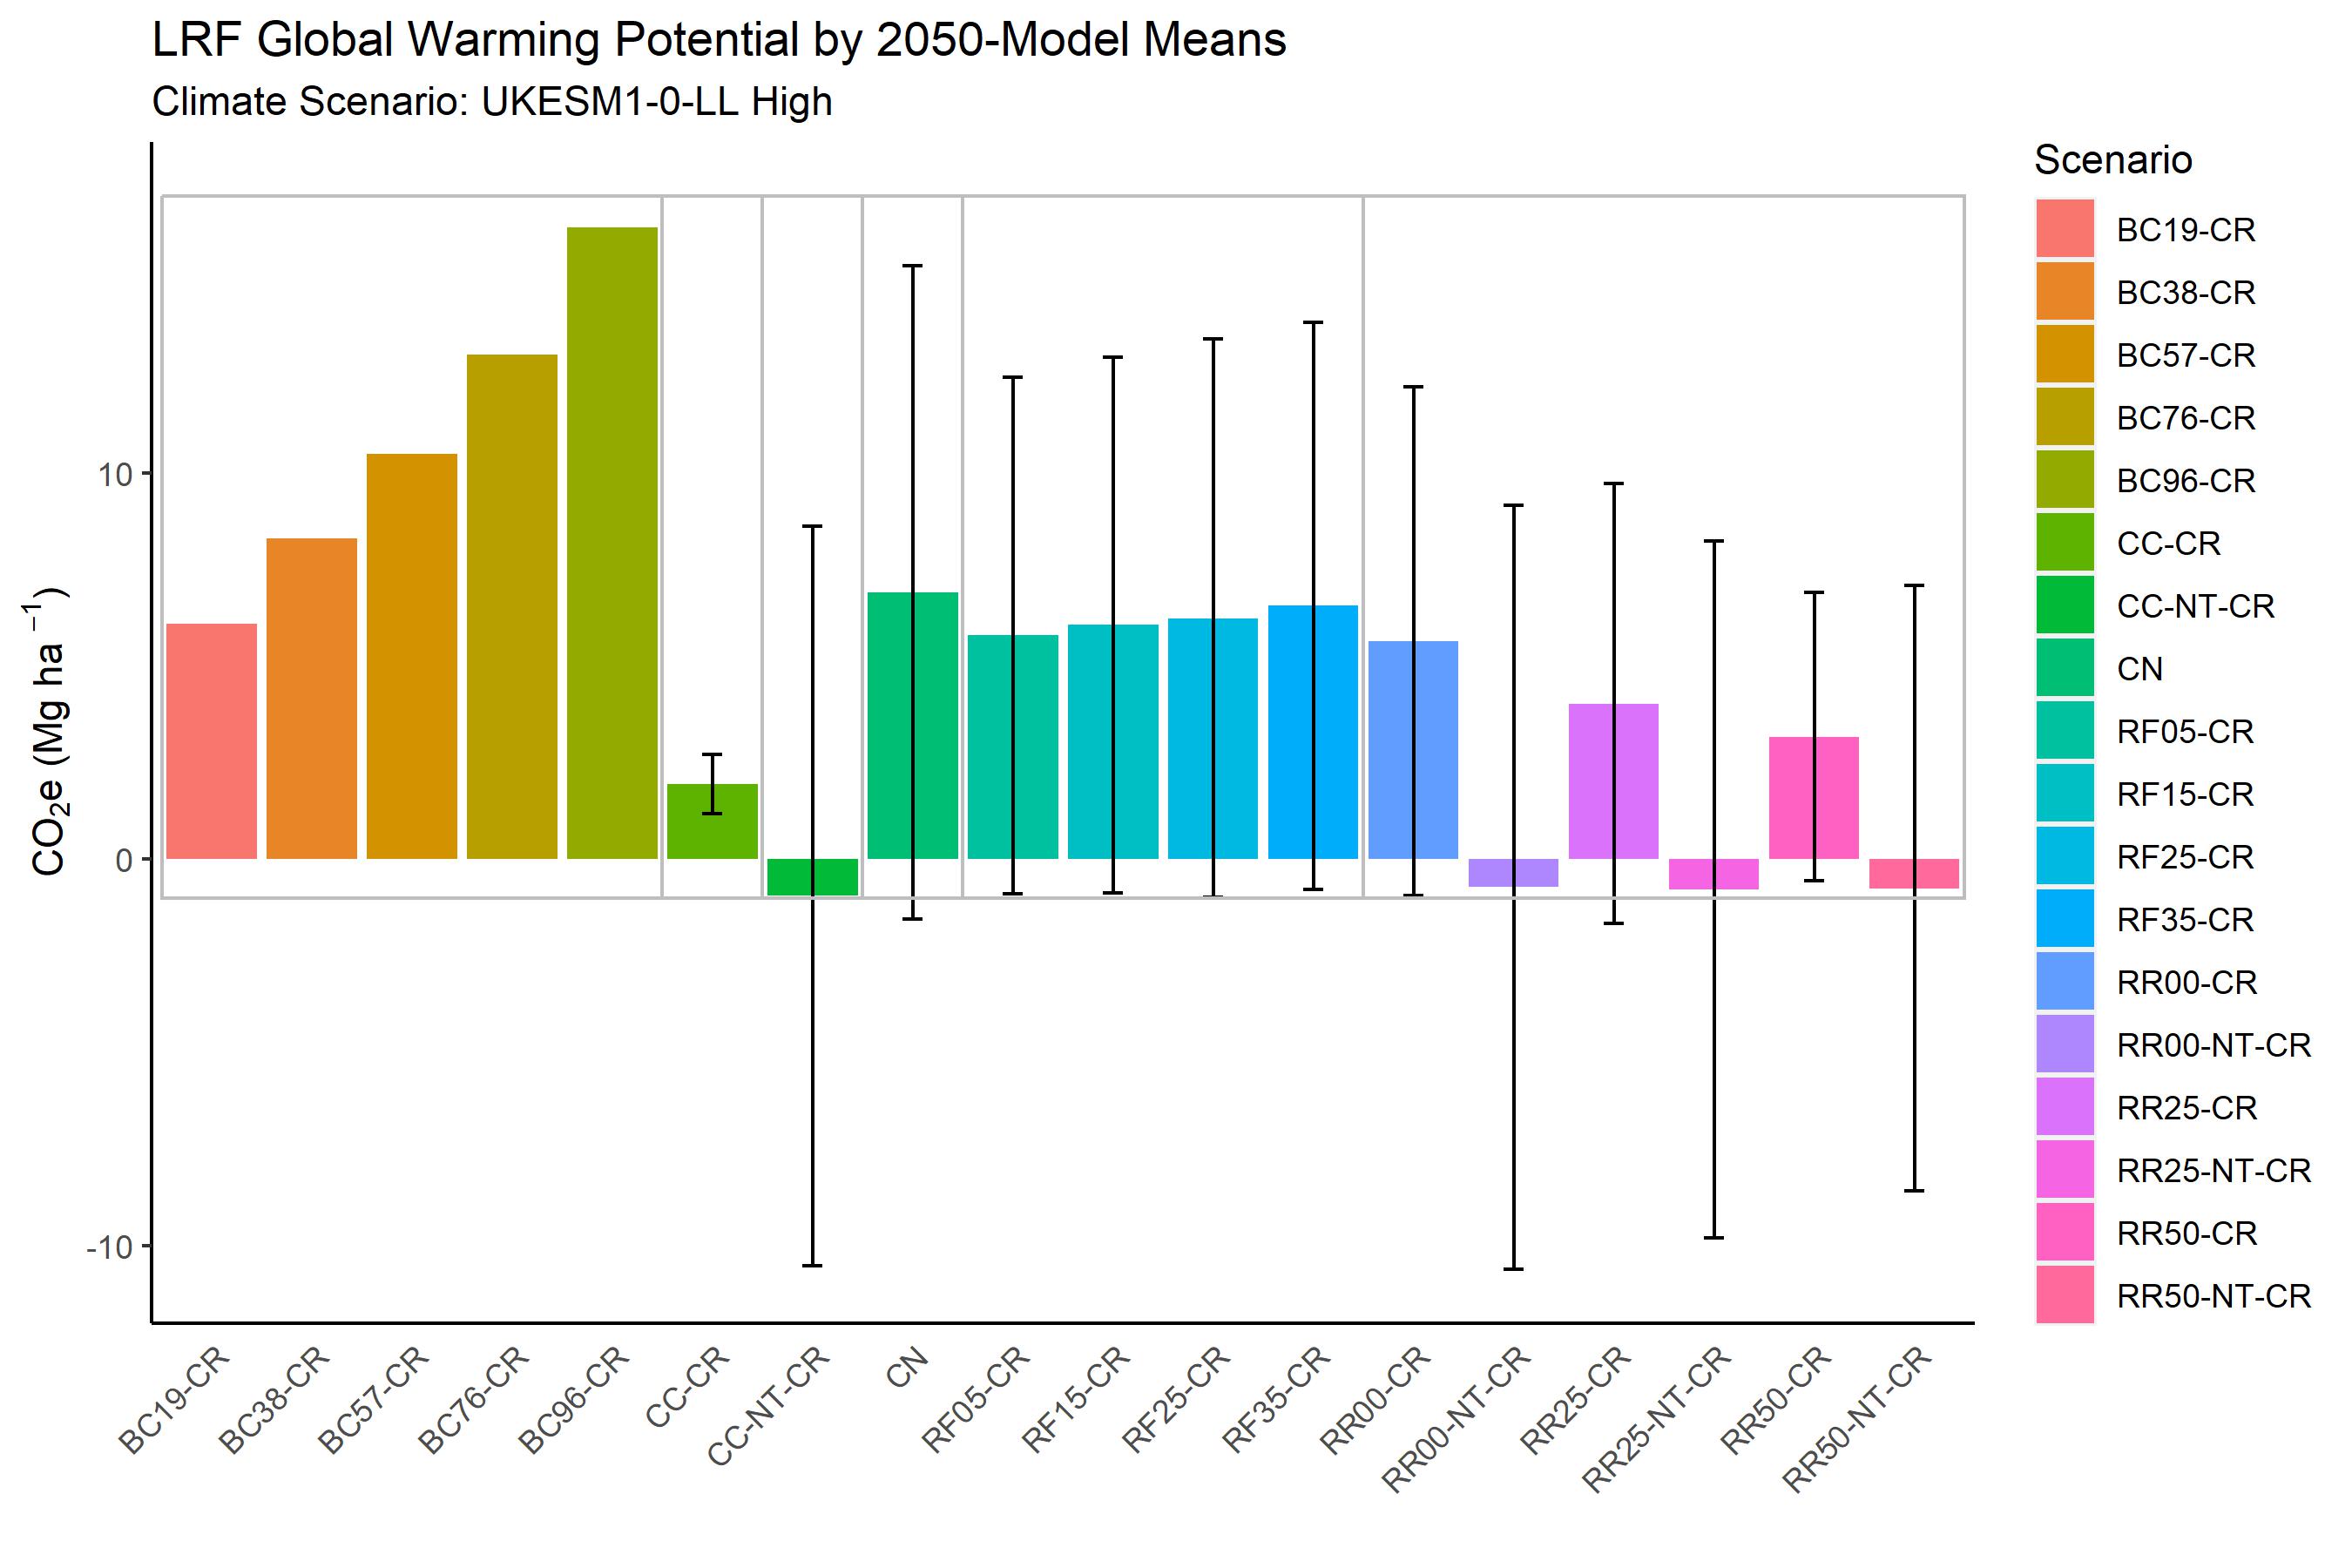 LRF Global Warming Potential by 2050-Model Means
Climate Scenario: UKESM1-0-LL High
CO₂e (Mg ha ⁻¹)
10
0
-10
BC19-CR
BC38-CR
BC57-CR
BC76-CR
BC96-CR
CC-CR
CC-NT-CR
CN
RF05-CR
RF15-CR
RF25-CR
RF35-CR
RR00-CR
RR00-NT-CR
RR25-CR
RR25-NT-CR
RR50-CR
RR50-NT-CR
Scenario
BC19-CR
BC38-CR
BC57-CR
BC76-CR
BC96-CR
CC-CR
CC-NT-CR
CN
RF05-CR
RF15-CR
RF25-CR
RF35-CR
RR00-CR
RR00-NT-CR
RR25-CR
RR25-NT-CR
RR50-CR
RR50-NT-CR